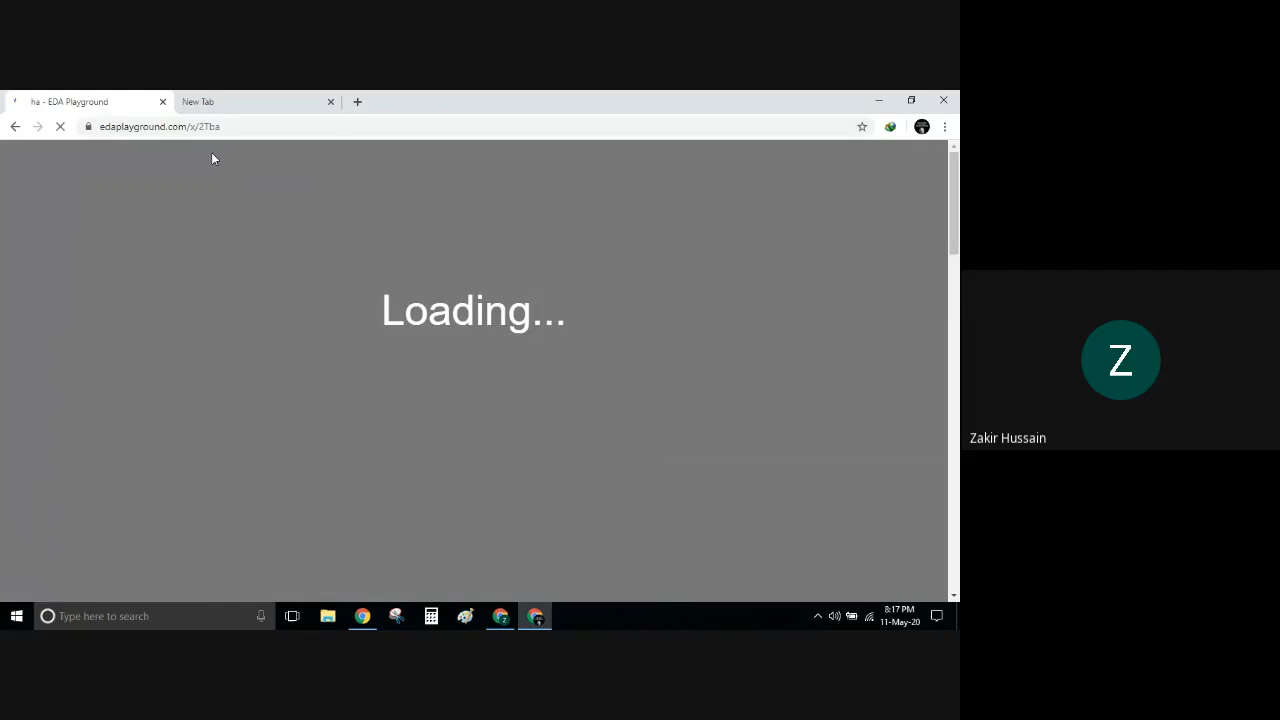 ha - EDA Playground
New Tab
edaplayground.com/x/2Tba
Loading...
Z
Zakir Hussain
Type here to search
8:17 PM
11-May-20